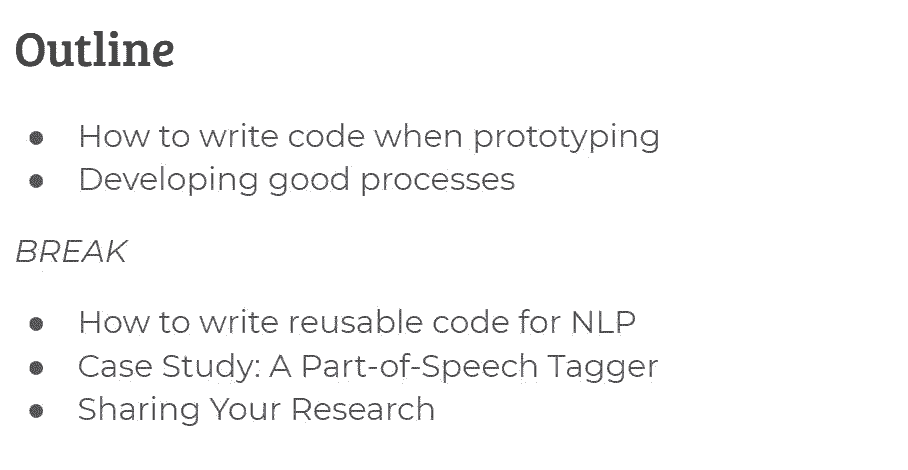 Outline
● How to write code when prototyping
● Developing good processes
BREAK
● How to write reusable code for NLP
● Case Study: A Part-of-Speech Tagger
● Sharing Your Research